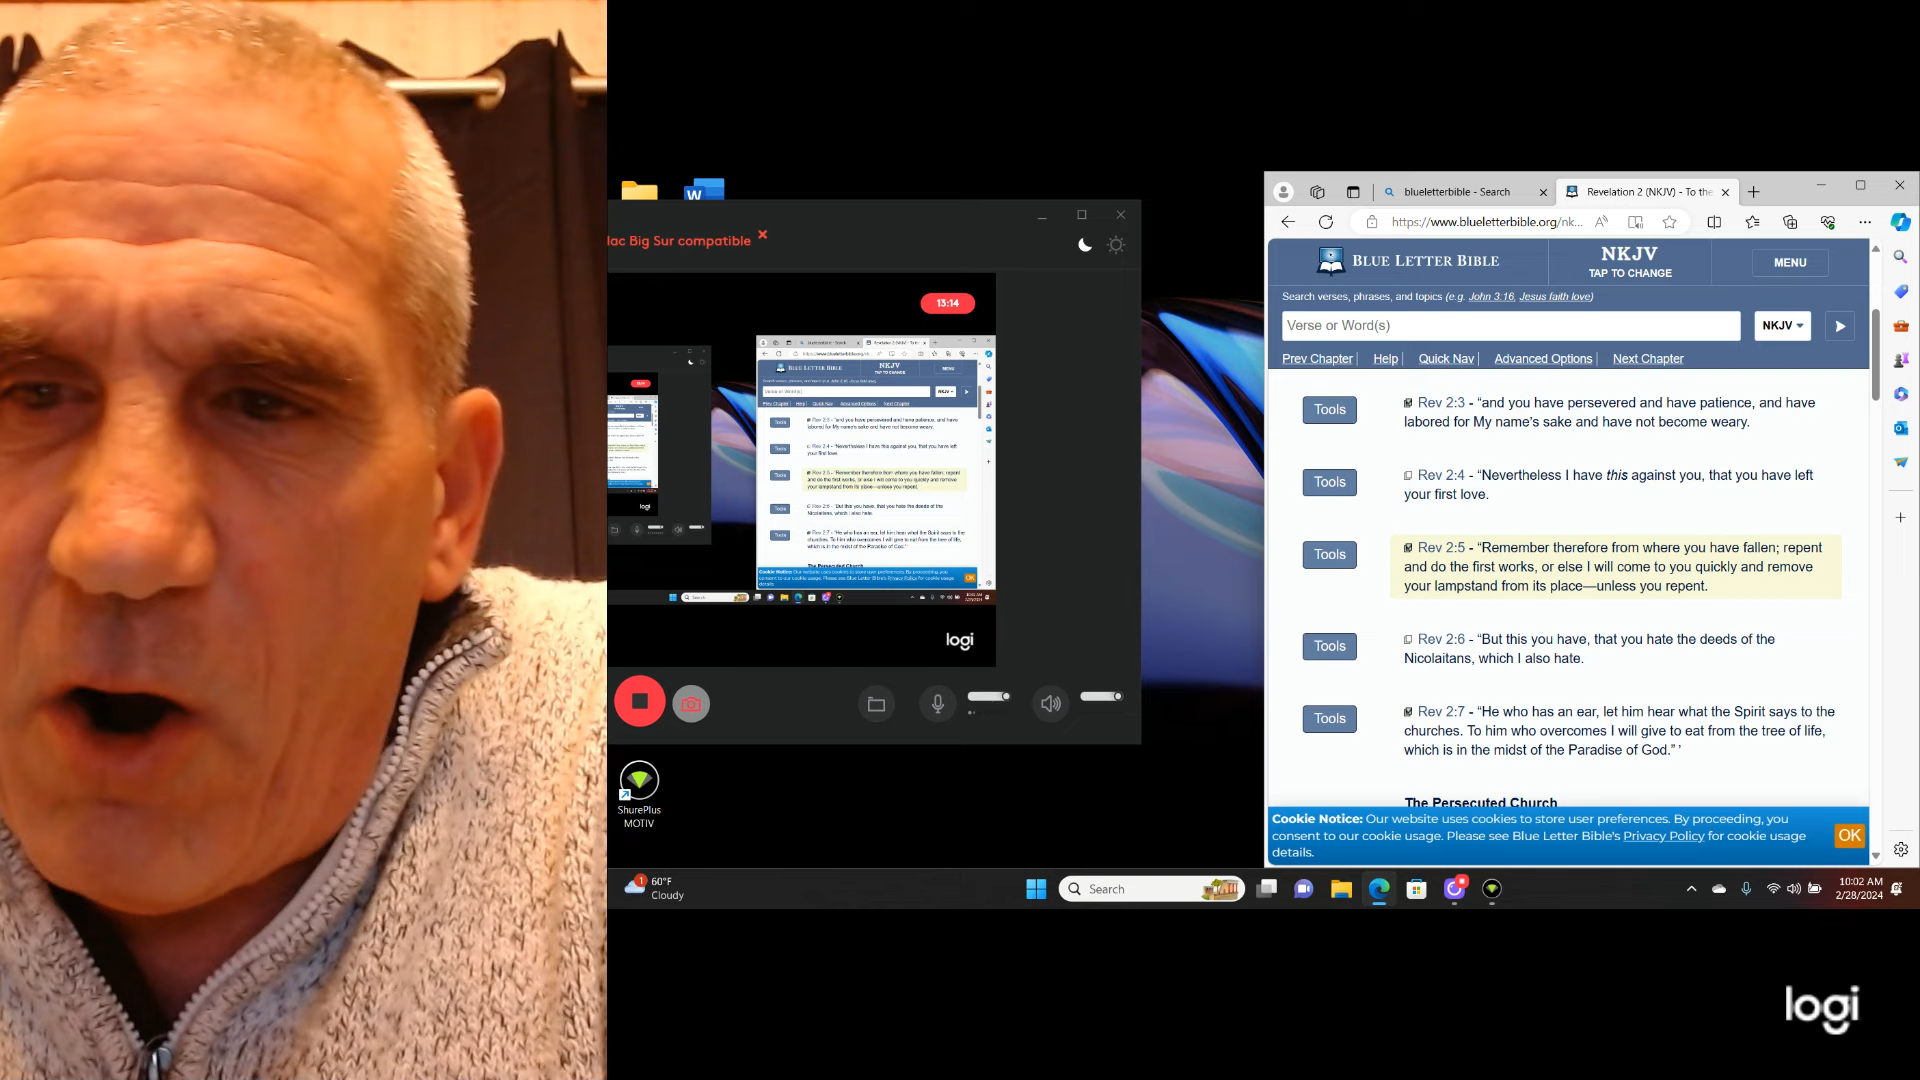 W
lac Big Sur compatible
13:14
logi
ShurePlus
MOTIV
1
60°F
Cloudy
blueletterbible - Search
Revelation 2 (NKJV) - To the
https://www.blueletterbible.org/nk...
BLUE LETTER BIBLE
NKJV
TAP TO CHANGE
MENU
Search verses, phrases, and topics (e.g. John 3:16, Jesus faith love)
Verse or Word(s)
NKJV
Prev Chapter
Help
Quick Nav
Advanced Options
Next Chapter
Tools
Rev 2:3 - “and you have persevered and have patience, and have
labored for My name’s sake and have not become weary.
Tools
Rev 2:4 - “Nevertheless I have this against you, that you have left
your first love.
Tools
Rev 2:5 - “Remember therefore from where you have fallen; repent
and do the first works, or else I will come to you quickly and remove
your lampstand from its place—unless you repent.
Tools
Rev 2:6 - “But this you have, that you hate the deeds of the
Nicolaitans, which I also hate.
Tools
Rev 2:7 - “He who has an ear, let him hear what the Spirit says to the
churches. To him who overcomes I will give to eat from the tree of life,
which is in the midst of the Paradise of God.” ’
The Persecuted Church
Cookie Notice: Our website uses cookies to store user preferences. By proceeding, you
consent to our cookie usage. Please see Blue Letter Bible's Privacy Policy for cookie usage
details.
OK
Search
10:02 AM
2/28/2024
logi